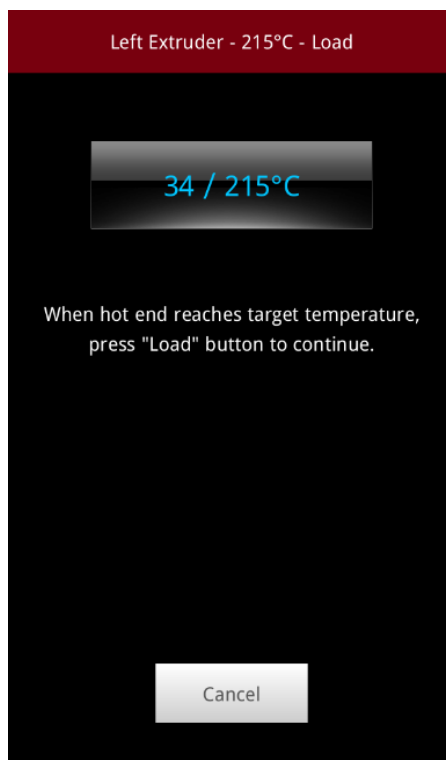 Left Extruder - 215°C - Load
34 / 215°C
When hot end reaches target temperature,
press "Load" button to continue.
Cancel